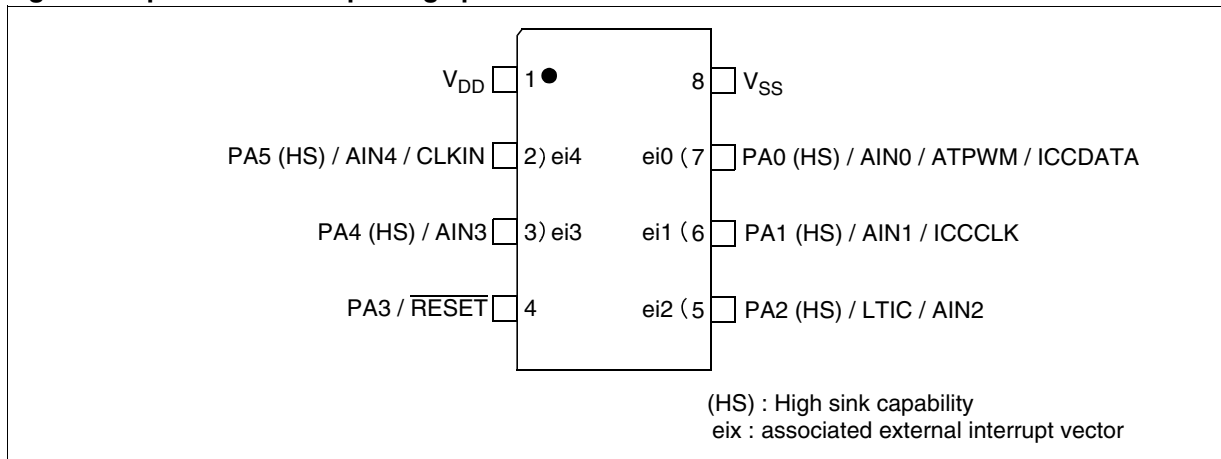 V_DD 1 8 V_SS
PA5 (HS) / AIN4 / CLKIN 2) ei4 ei0 (7 PA0 (HS) / AIN0 / ATPWM / ICCDATA
PA4 (HS) / AIN3 3) ei3 ei1 (6 PA1 (HS) / AIN1 / ICCCLK
PA3 / RESET 4 ei2 (5 PA2 (HS) / LTIC / AIN2
(HS) : High sink capability
eix : associated external interrupt vector